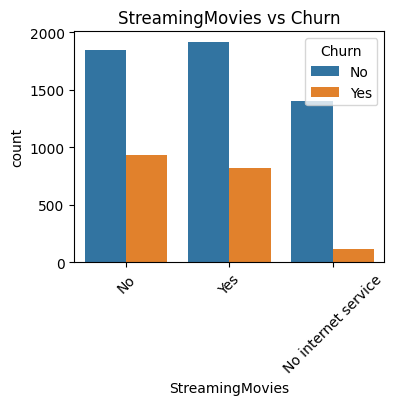 StreamingMovies vs Churn
2000
1500
1000
500
0
count
Churn
No
Yes
No
Yes
No internet service
StreamingMovies